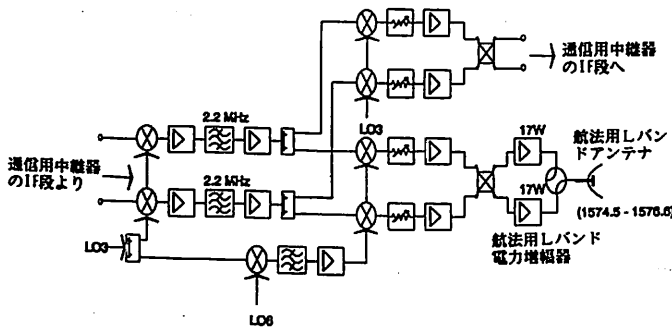 通信用中継器
のIF段へ
2.2 MHz
LO3
17W
航法用Lバン
ドアンテナ
通信用中継器
のIF段より
2.2 MHz
17W
(1574.5 - 1576.6)
航法用Lバンド
電力増幅器
LO3
LO6